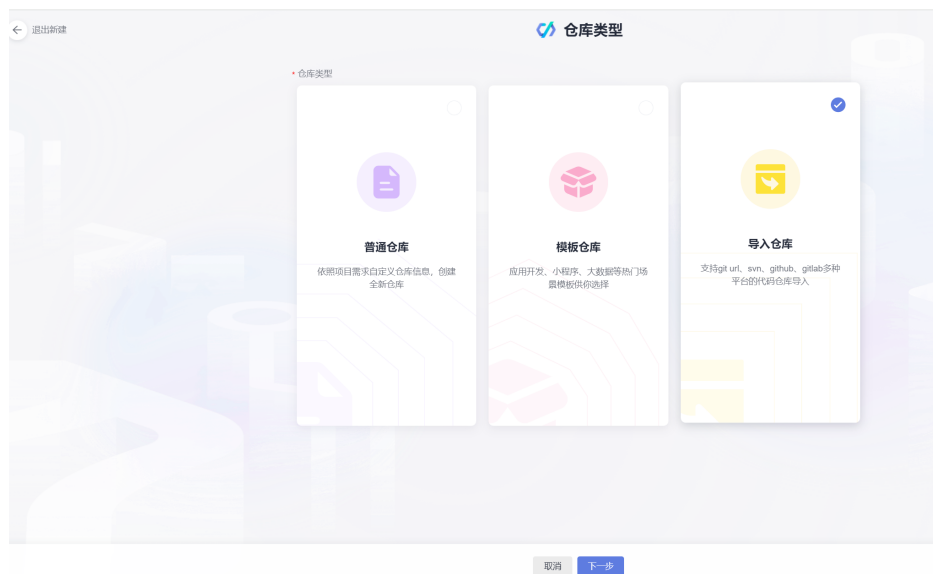 退出新建
仓库类型
* 仓库类型
普通仓库
依照项目需求自定义仓库信息，创建
全新仓库
模板仓库
应用开发、小程序、大数据等热门场
景模板供你选择
导入仓库
支持git url、svn、github、gitlab多种
平台的代码仓库导入
取消
下一步